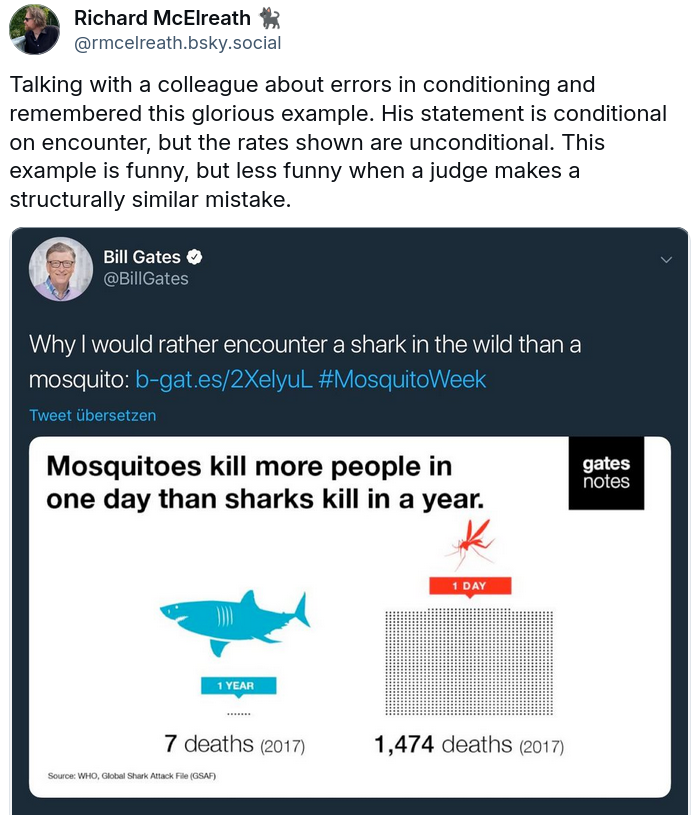 Richard McElreath 🐈‍⬛
@rmcelreath.bsky.social
Talking with a colleague about errors in conditioning and
remembered this glorious example. His statement is conditional
on encounter, but the rates shown are unconditional. This
example is funny, but less funny when a judge makes a
structurally similar mistake.
Bill Gates
@BillGates
Why I would rather encounter a shark in the wild than a
mosquito: b-gat.es/2XelyuL #MosquitoWeek
Tweet übersetzen
Mosquitoes kill more people in
one day than sharks kill in a year.
gates
notes
1 DAY
1 YEAR
7 deaths (2017)
1,474 deaths (2017)
Source: WHO, Global Shark Attack File (GSAF)